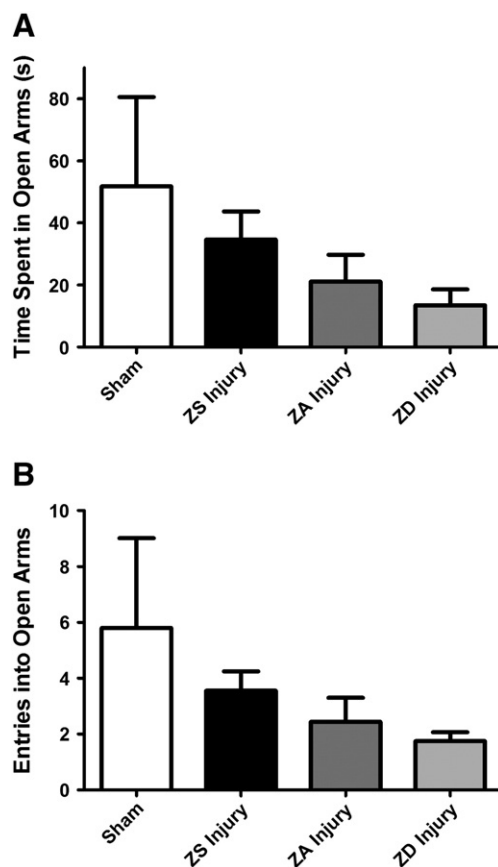 A
Time Spent in Open Arms (s)
80
60
40
20
0
Sham
ZS Injury
ZA Injury
ZD Injury
B
Entries into Open Arms
10
8
6
4
2
0
Sham
ZS Injury
ZA Injury
ZD Injury